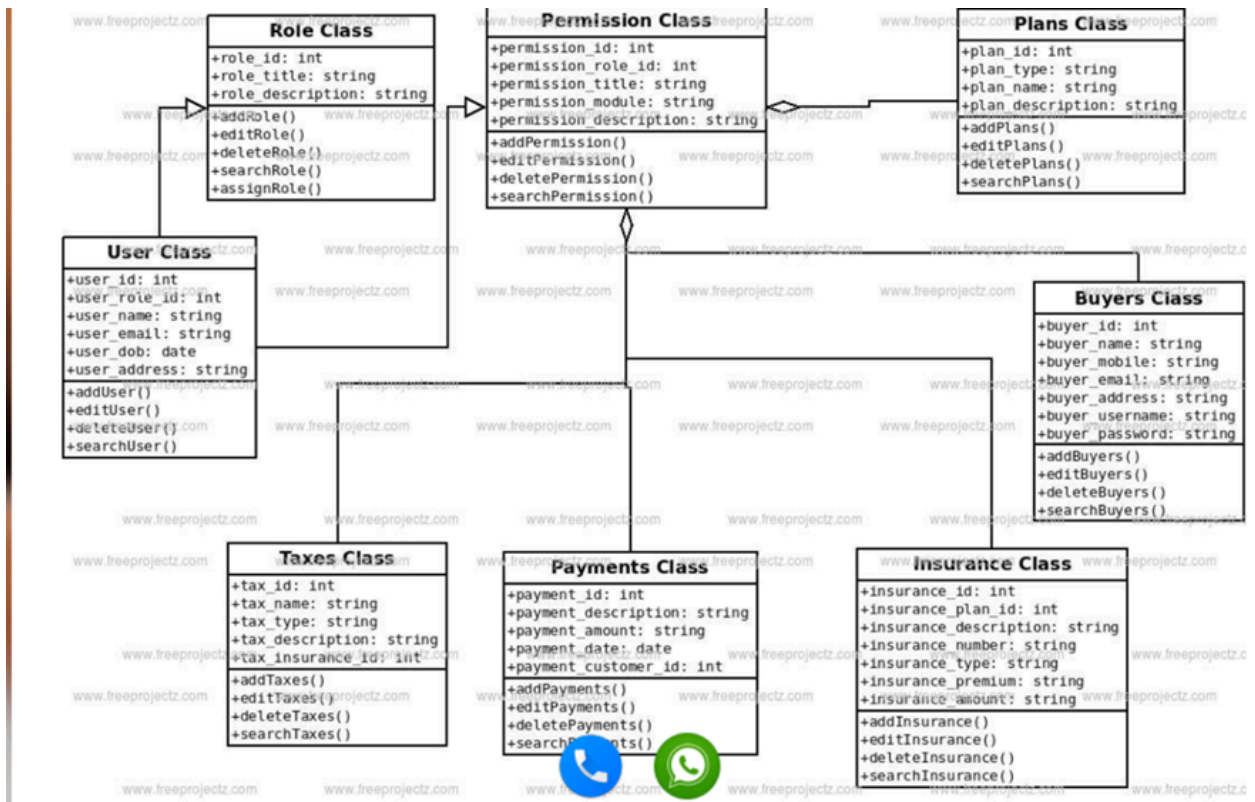 Role Class
+role_id: int
+role_title: string
+role_description: string
+addRole()
+editRole()
+deleteRole()
+searchRole()
+assignRole()
Permission Class
+permission_id: int
+permission_role_id: int
+permission_title: string
+permission_module: string
+permission_description: string
+addPermission()
+editPermission()
+deletePermission()
+searchPermission()
Plans Class
+plan_id: int
+plan_type: string
+plan_name: string
+plan_description: string
+addPlans()
+editPlans()
+deletePlans()
+searchPlans()
User Class
+user_id: int
+user_role_id: int
+user_name: string
+user_email: string
+user_dob: date
+user_address: string
+addUser()
+editUser()
+deleteUser()
+searchUser()
Buyers Class
+buyer_id: int
+buyer_name: string
+buyer_mobile: string
+buyer_email: string
+buyer_address: string
+buyer_username: string
+buyer_password: string
+addBuyers()
+editBuyers()
+deleteBuyers()
+searchBuyers()
Taxes Class
+tax_id: int
+tax_name: string
+tax_type: string
+tax_description: string
+tax_insurance_id: int
+addTaxes()
+editTaxes()
+deleteTaxes()
+searchTaxes()
Payments Class
+payment_id: int
+payment_description: string
+payment_amount: string
+payment_date: date
+payment_customer_id: int
+addPayments()
+editPayments()
+deletePayments()
+searchPayments()
Insurance Class
+insurance_id: int
+insurance_plan_id: int
+insurance_description: string
+insurance_number: string
+insurance_type: string
+insurance_premium: string
+insurance_amount: string
+addInsurance()
+editInsurance()
+deleteInsurance()
+searchInsurance()
www.freeprojectz.com